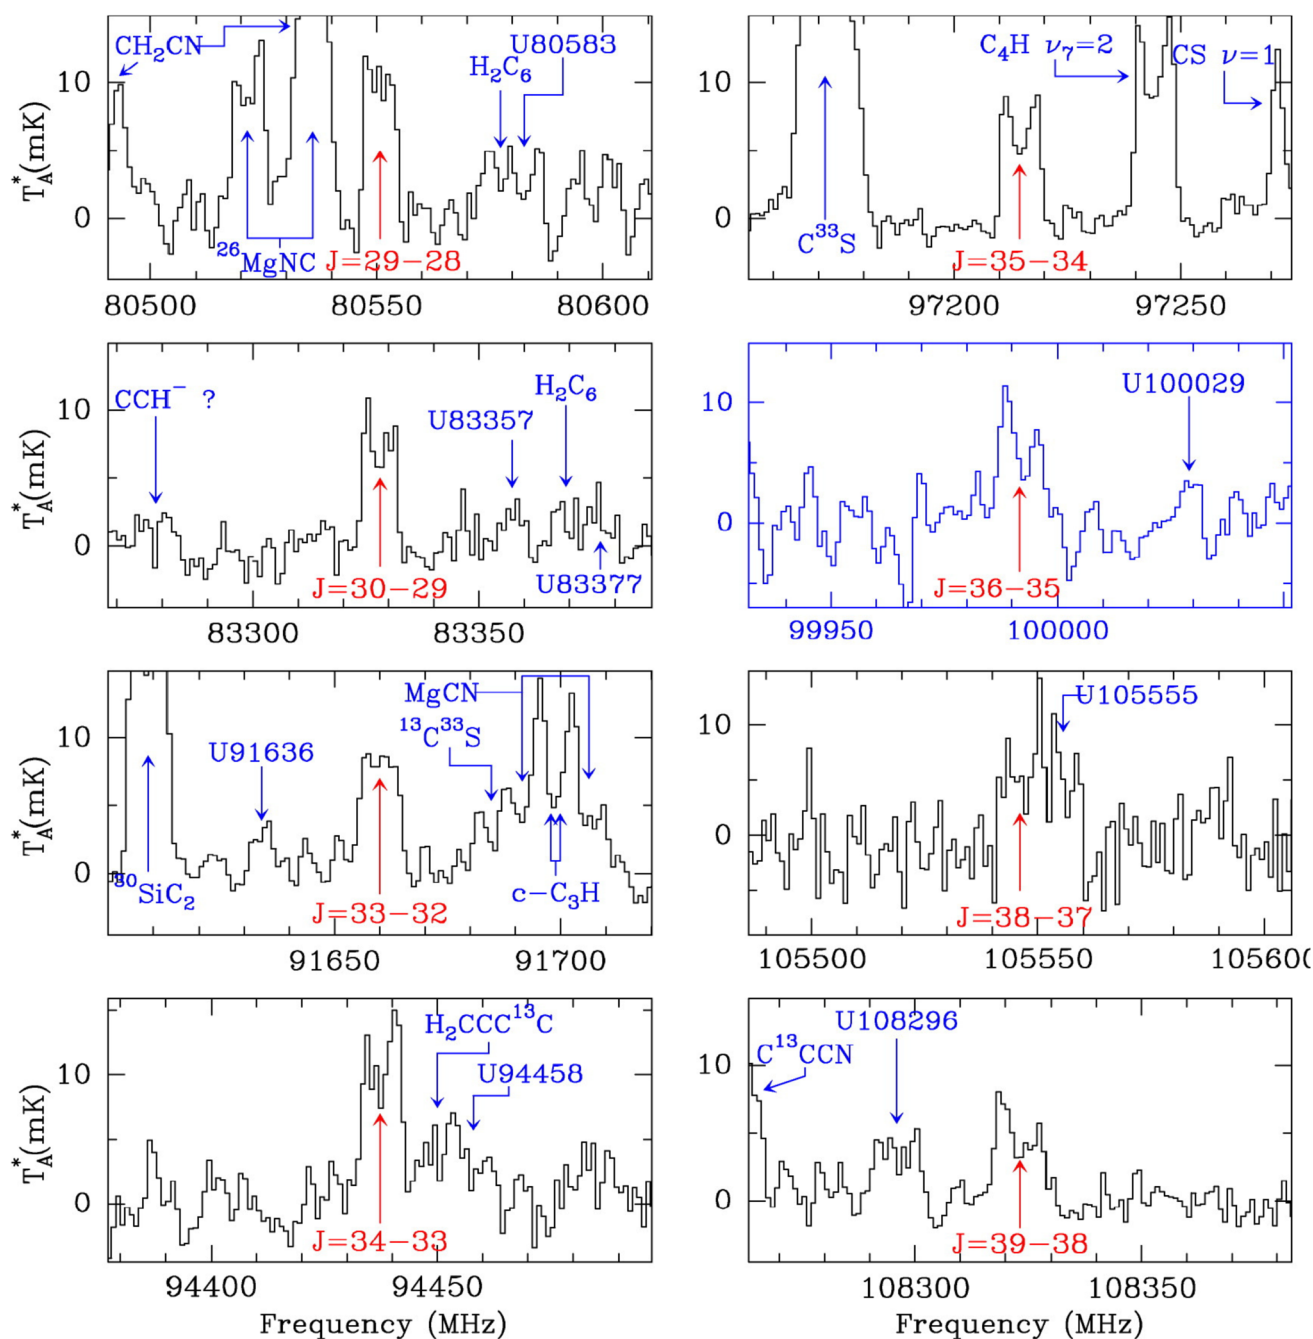 CH₂CN
U80583
H₂C₆
10
0
T*A(mK)
²⁶MgNC
J=29−28
80500 80550 80600
C₄H ν₇=2
CS ν=1
10
0
C³³S
J=35−34
97200 97250
CCH⁻ ?
H₂C₆
U83357
10
0
T*A(mK)
J=30−29
U83377
83300 83350
U100029
10
0
J=36−35
99950 100000
MgCN
¹³C³³S
U91636
10
0
T*A(mK)
³⁰SiC₂
c−C₃H
J=33−32
91650 91700
U105555
10
0
J=38−37
105500 105550 105600
H₂CCC¹³C
U94458
10
0
T*A(mK)
J=34−33
94400 94450
Frequency (MHz)
U108296
C¹³CCN
10
0
J=39−38
108300 108350
Frequency (MHz)